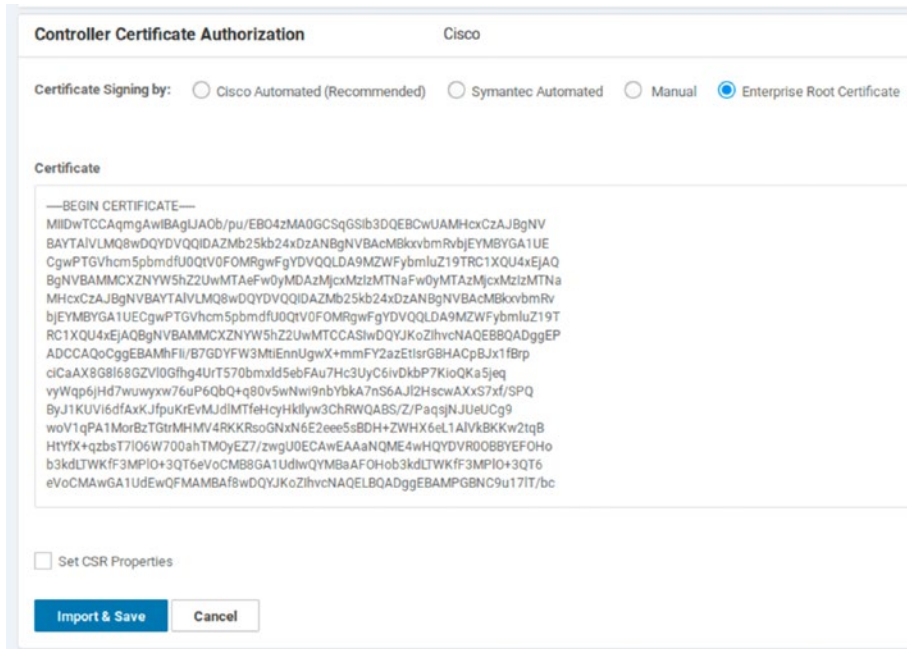 Controller Certificate Authorization Cisco
Certificate Signing by: Cisco Automated (Recommended) Symantec Automated Manual Enterprise Root Certificate
Certificate
-----BEGIN CERTIFICATE-----
MIIDwTCCAqmgAwIBAgIJAOb/pu/EBO4zMA0GCSqGSIb3DQEBCwUAMHcxCzAJBgNV
BAYTAlVLMQ8wDQYDVQQIDAZMb25kb24xDzANBgNVBAcMBkxvbmRvbjEYMBYGA1UE
CgwPTGVhcm5pbmdfU0QtV0FOMRgwFgYDVQQLDA9MZWFybmluZ19TRC1XQU4xEjAQ
BgNVBAMMCXZNYW5hZ2UwMTAeFw0yMDAzMjcxMzIzMTNaFw0yMTAzMjcxMzIzMTNa
MHcxCzAJBgNVBAYTAlVLMQ8wDQYDVQQIDAZMb25kb24xDzANBgNVBAcMBkxvbmRv
bjEYMBYGA1UECgwPTGVhcm5pbmdfU0QtV0FOMRgwFgYDVQQLDA9MZWFybmluZ19T
RC1XQU4xEjAQBgNVBAMMCXZNYW5hZ2UwMTCCASIwDQYJKoZIhvcNAQEBBQADggEP
ADCCAQoCggEBAMhFIi/B7GDYFW3MtiEnnUgwX+mmFY2azEtIsrGBHACpBJx1fBrp
ciCaAX8G8l68GZVl0Gfhg4UrT570bmxld5ebFAu7Hc3UyC6ivDkbP7KioQKa5jeq
vyWqp6jHd7wuwyxw76uP6QbQ+q80v5wNwi9nbYbkA7nS6AJl2HscwAXxS7xf/SPQ
ByJ1KUVi6dfAxKJfpuKrEvMJdlMTfeHcyHkIlyw3ChRWQABS/Z/PaqsjNJUeUCg9
woV1qPA1MorBzTGtrMHMV4RKKRsoGNxN6E2eee5sBDH+ZWHX6eL1AlVkBKKw2tqB
HtYfX+qzbsT7lO6W700ahTMOyEZ7/zwgU0ECAwEAAaNQME4wHQYDVR0OBBYEFOHo
b3kdLTWKfF3MPlO+3QT6eVoCMB8GA1UdIwQYMBaAFOHob3kdLTWKfF3MPlO+3QT6
eVoCMAwGA1UdEwQFMAMBAf8wDQYJKoZIhvcNAQELBQADggEBAMPGBNC9u17lT/bc
Set CSR Properties
Import & Save Cancel